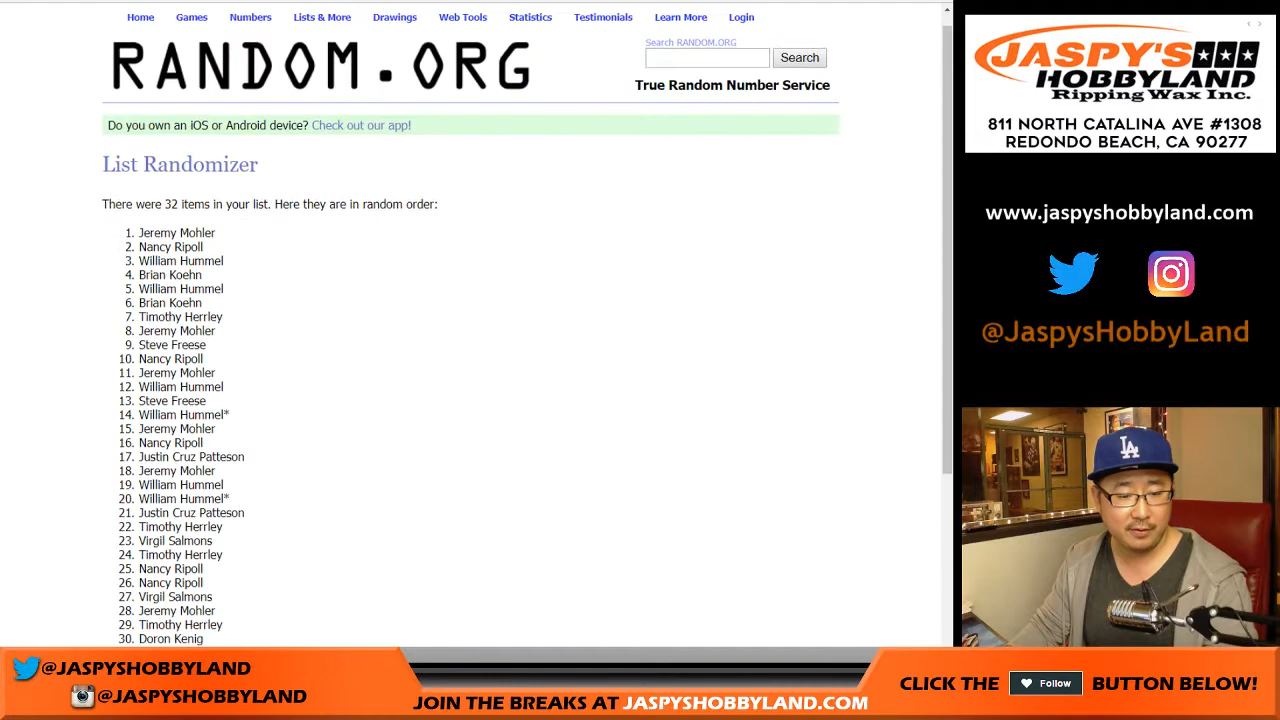 Home Games Numbers Lists & More Drawings Web Tools Statistics Testimonials Learn More Login
RANDOM.ORG
Search RANDOM.ORG
Search
True Random Number Service
Do you own an iOS or Android device? Check out our app!
List Randomizer
There were 32 items in your list. Here they are in random order:
1. Jeremy Mohler
2. Nancy Ripoll
3. William Hummel
4. Brian Koehn
5. William Hummel
6. Brian Koehn
7. Timothy Herrley
8. Jeremy Mohler
9. Steve Freese
10. Nancy Ripoll
11. Jeremy Mohler
12. William Hummel
13. Steve Freese
14. William Hummel*
15. Jeremy Mohler
16. Nancy Ripoll
17. Justin Cruz Patteson
18. Jeremy Mohler
19. William Hummel
20. William Hummel*
21. Justin Cruz Patteson
22. Timothy Herrley
23. Virgil Salmons
24. Timothy Herrley
25. Nancy Ripoll
26. Nancy Ripoll
27. Virgil Salmons
28. Jeremy Mohler
29. Timothy Herrley
30. Doron Kenig
JASPY'S
HOBBYLAND
Ripping Wax Inc.
811 NORTH CATALINA AVE #1308
REDONDO BEACH, CA 90277
www.jaspyshobbyland.com
@JaspysHobbyLand
LA
@JASPYSHOBBYLAND
@JASPYSHOBBYLAND
JOIN THE BREAKS AT JASPYSHOBBYLAND.COM
CLICK THE Follow BUTTON BELOW!